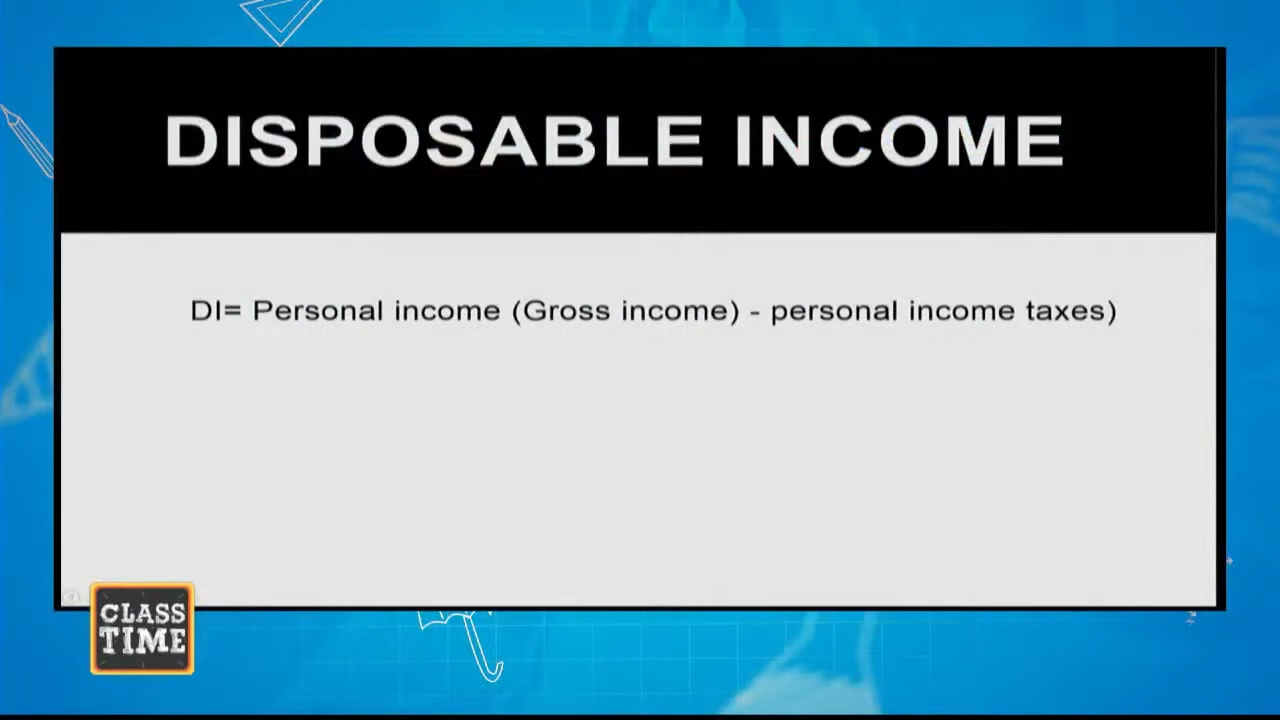 DISPOSABLE INCOME
DI= Personal income (Gross income) - personal income taxes)
CLASS
TIME